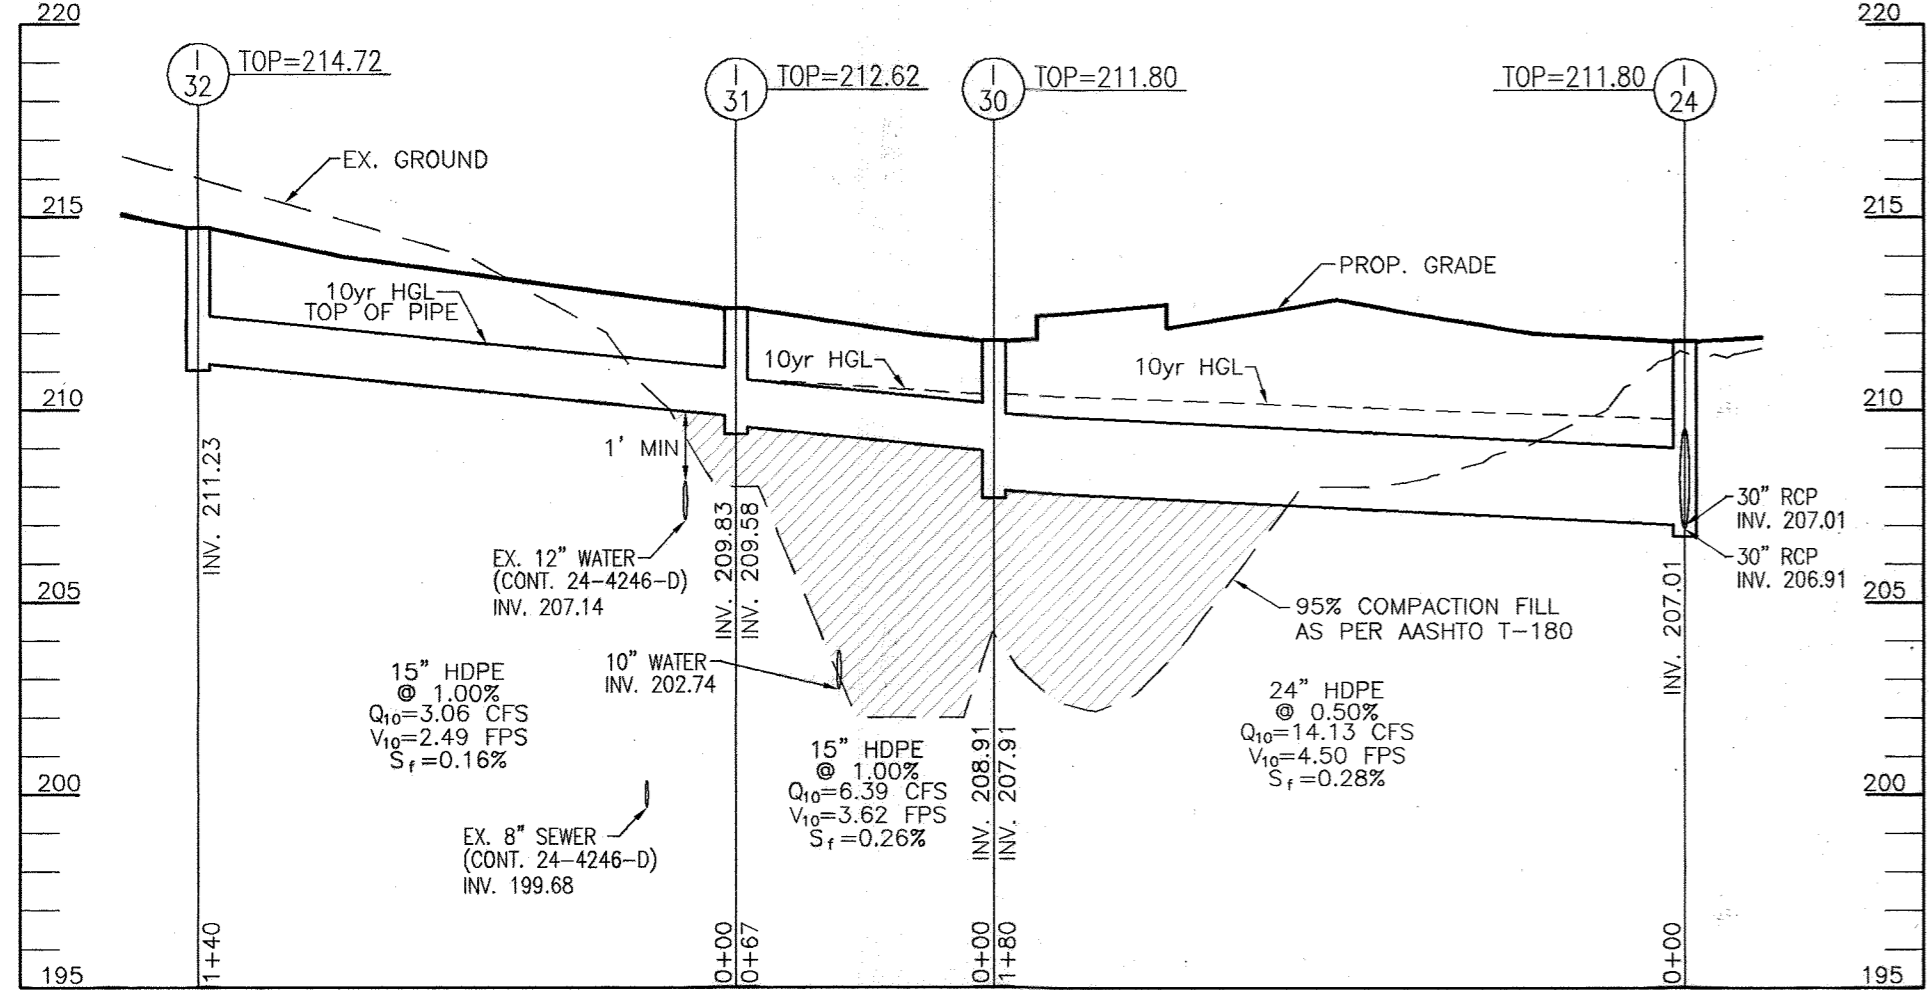 220
220
I
32
TOP=214.72
I
31
TOP=212.62
I
30
TOP=211.80
TOP=211.80
I
24
EX. GROUND
215
215
PROP. GRADE
10yr HGL
TOP OF PIPE
10yr HGL
10yr HGL
210
210
1' MIN
INV. 211.23
EX. 12" WATER
(CONT. 24-4246-D)
INV. 207.14
INV. 209.83
INV. 209.58
30" RCP
INV. 207.01
30" RCP
INV. 206.91
205
205
95% COMPACTION FILL
AS PER AASHTO T-180
INV. 207.01
10" WATER
INV. 202.74
15" HDPE
@ 1.00%
Q10=3.06 CFS
V10=2.49 FPS
Sf=0.16%
24" HDPE
@ 0.50%
Q10=14.13 CFS
V10=4.50 FPS
Sf=0.28%
15" HDPE
@ 1.00%
Q10=6.39 CFS
V10=3.62 FPS
Sf=0.26%
INV. 208.91
INV. 207.91
200
200
EX. 8" SEWER
(CONT. 24-4246-D)
INV. 199.68
1+40
0+00
0+67
0+00
1+80
0+00
195
195